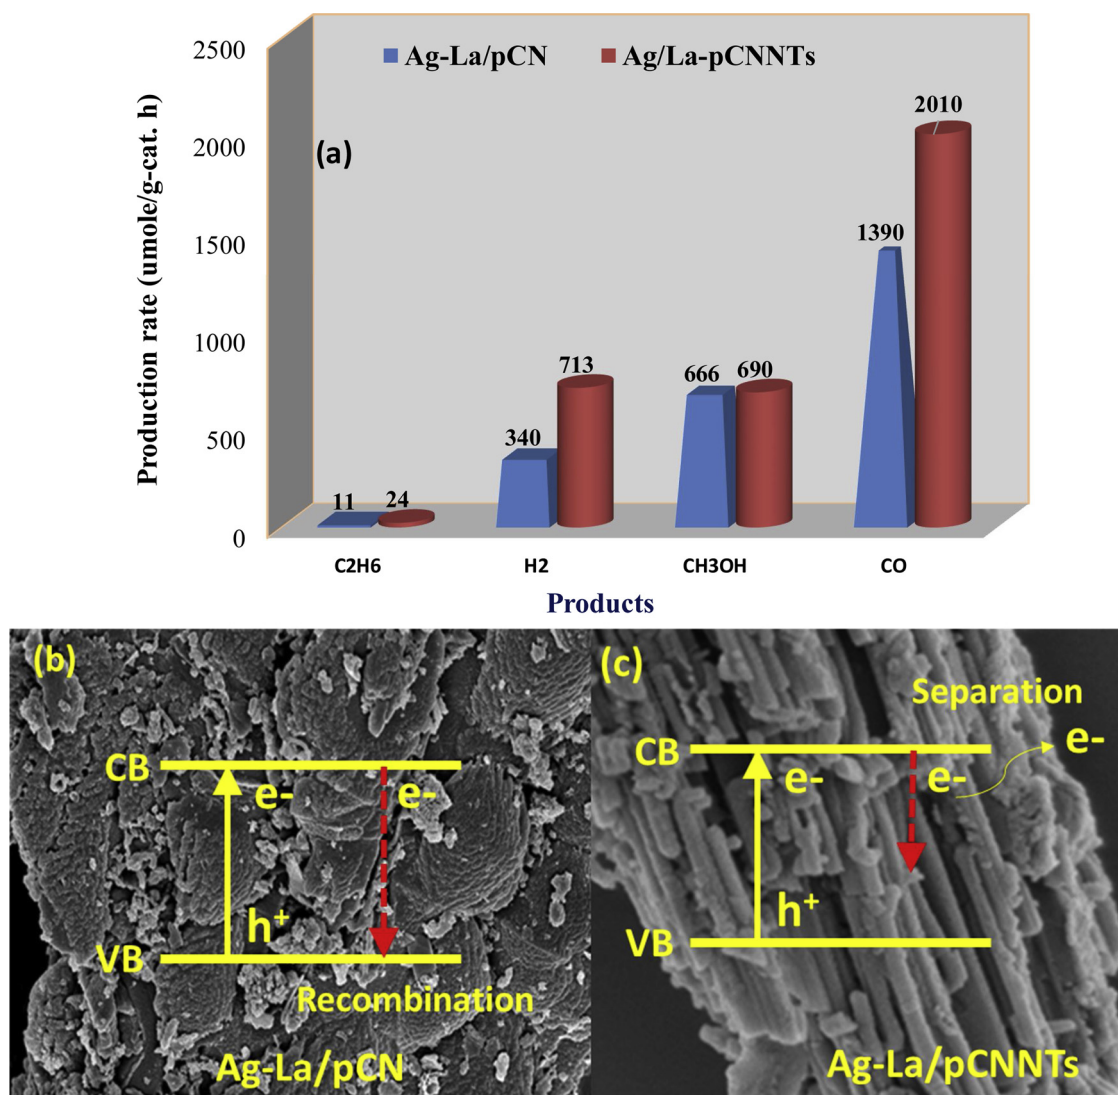 2500
Ag-La/pCN
Ag/La-pCNNTs
2010
2000
(a)
1500
1390
1000
713
666
690
500
340
11
24
0
C2H6
H2
CH3OH
CO
Production rate (umole/g-cat. h)
Products
(b)
CB
e-
e-
h+
VB
Recombination
Ag-La/pCN
(c)
Separation
CB
e-
e-
e-
h+
VB
Ag-La/pCNNTs